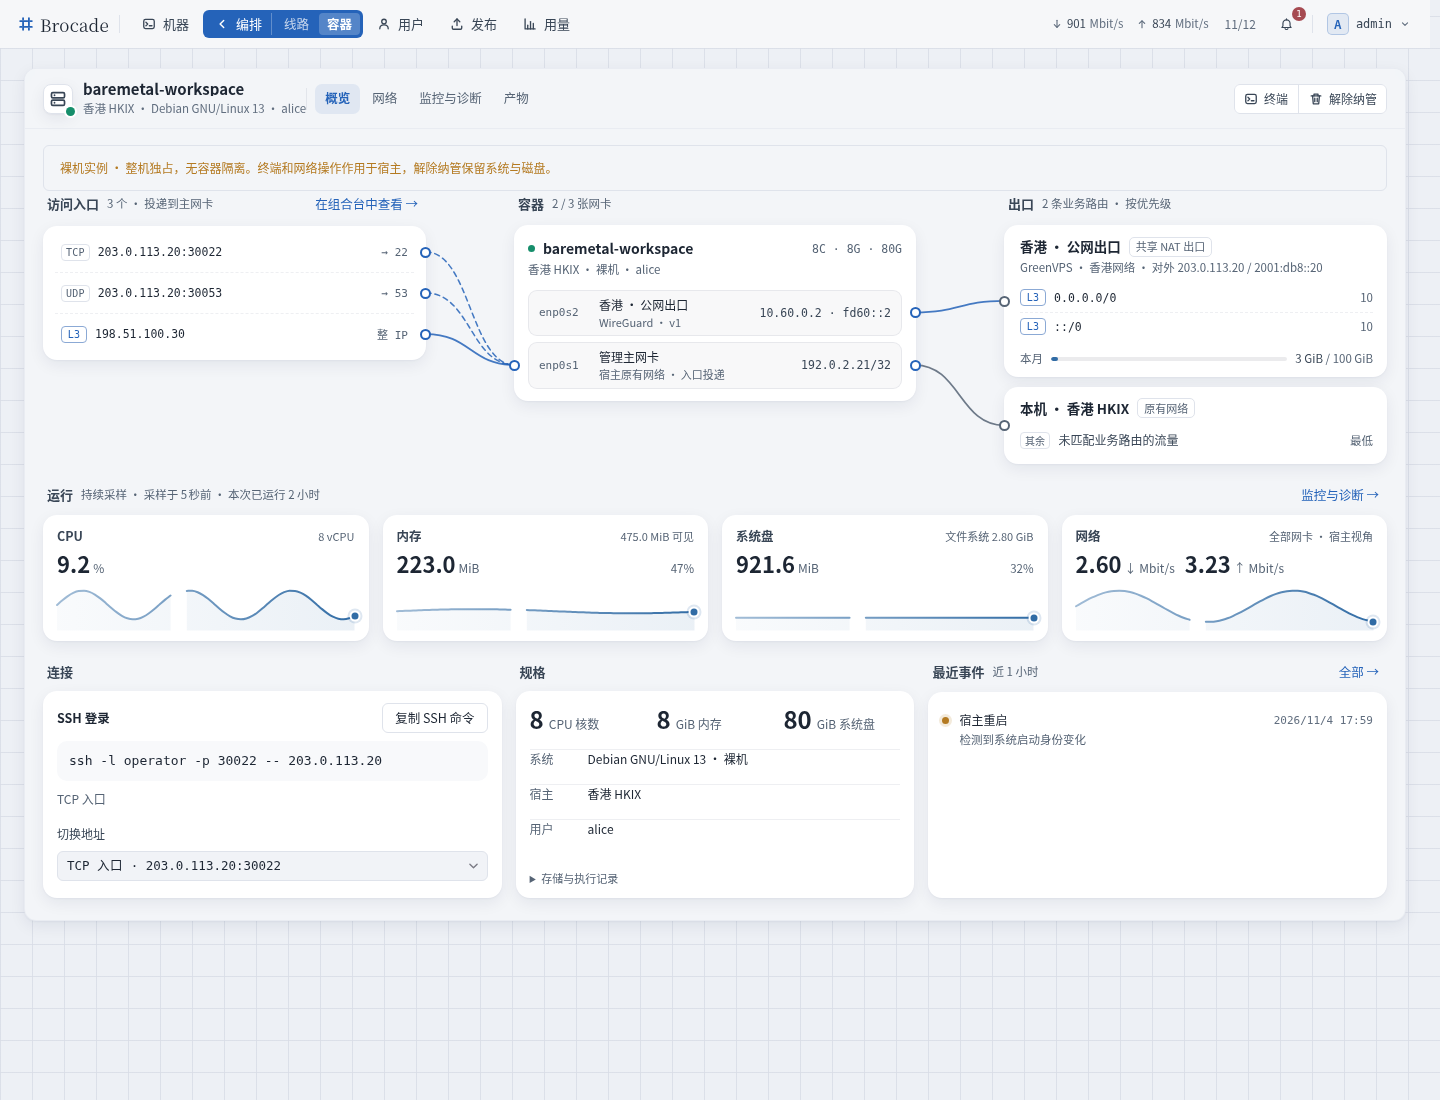 Brocade 机器 编排 线路 容器 用户 发布 用量 ↓ 901 Mbit/s ↑ 834 Mbit/s 11/12 1 A admin
baremetal-workspace
香港 HKIX · Debian GNU/Linux 13 · alice
概览 网络 监控与诊断 产物 终端 解除纳管
裸机实例 · 整机独占，无容器隔离。终端和网络操作作用于宿主，解除纳管保留系统与磁盘。
访问入口 3 个 · 投递到主网卡 在组合台中查看 →
TCP 203.0.113.20:30022 → 22
UDP 203.0.113.20:30053 → 53
L3 198.51.100.30 整 IP
容器 2 / 3 张网卡
baremetal-workspace 8C · 8G · 80G
香港 HKIX · 裸机 · alice
enp0s2 香港 · 公网出口 10.60.0.2 · fd60::2
WireGuard · v1
enp0s1 管理主网卡 192.0.2.21/32
宿主原有网络 · 入口投递
出口 2 条业务路由 · 按优先级
香港 · 公网出口 共享 NAT 出口
GreenVPS · 香港网络 · 对外 203.0.113.20 / 2001:db8::20
L3 0.0.0.0/0 10
L3 ::/0 10
本月 3 GiB / 100 GiB
本机 · 香港 HKIX 原有网络
其余 未匹配业务路由的流量 最低
运行 持续采样 · 采样于 5 秒前 · 本次已运行 2 小时 监控与诊断 →
CPU 8 vCPU
9.2 %
内存 475.0 MiB 可见
223.0 MiB 47%
系统盘 文件系统 2.80 GiB
921.6 MiB 32%
网络 全部网卡 · 宿主视角
2.60 ↓ Mbit/s 3.23 ↑ Mbit/s
连接
SSH 登录 复制 SSH 命令
ssh -l operator -p 30022 -- 203.0.113.20
TCP 入口
切换地址
TCP 入口 · 203.0.113.20:30022
规格
8 CPU 核数 8 GiB 内存 80 GiB 系统盘
系统 Debian GNU/Linux 13 · 裸机
宿主 香港 HKIX
用户 alice
▶ 存储与执行记录
最近事件 近 1 小时 全部 →
宿主重启 2026/11/4 17:59
检测到系统启动身份变化